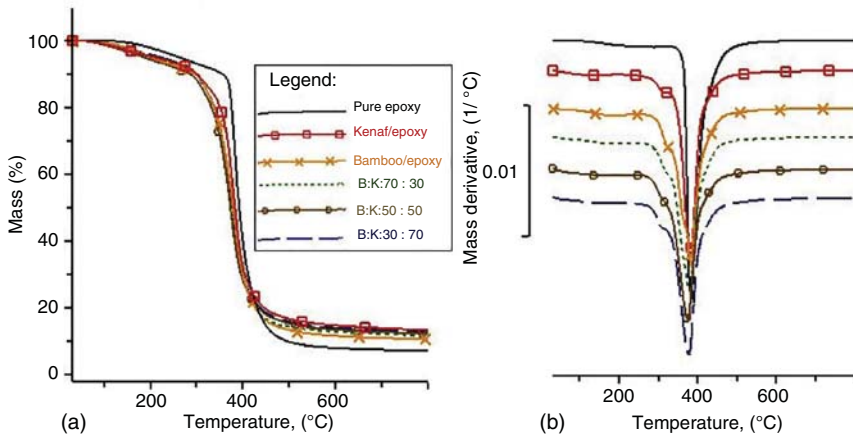 100
80
60
40
20
0
Mass (%)
Legend:
Pure epoxy
Kenaf/epoxy
Bamboo/epoxy
B:K:70 : 30
B:K:50 : 50
B:K:30 : 70
200
400
600
(a)
Temperature, (°C)
Mass derivative, (1/ °C)
0.01
200
400
600
(b)
Temperature, (°C)